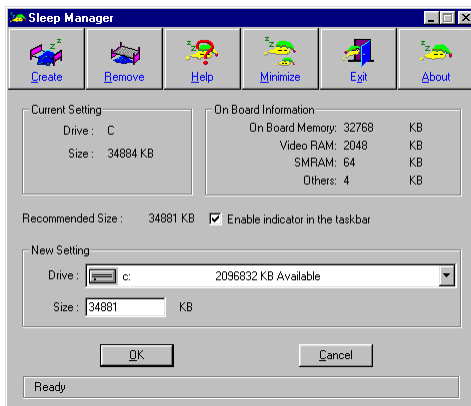 Sleep Manager
Create Remove Help Minimize Exit About
Current Setting
Drive : C
Size : 34884 KB
On Board Information
On Board Memory: 32768 KB
Video RAM: 2048 KB
SMRAM: 64 KB
Others: 4 KB
Recommended Size : 34881 KB Enable indicator in the taskbar
New Setting
Drive : c: 2096832 KB Available
Size : 34881 KB
OK Cancel
Ready